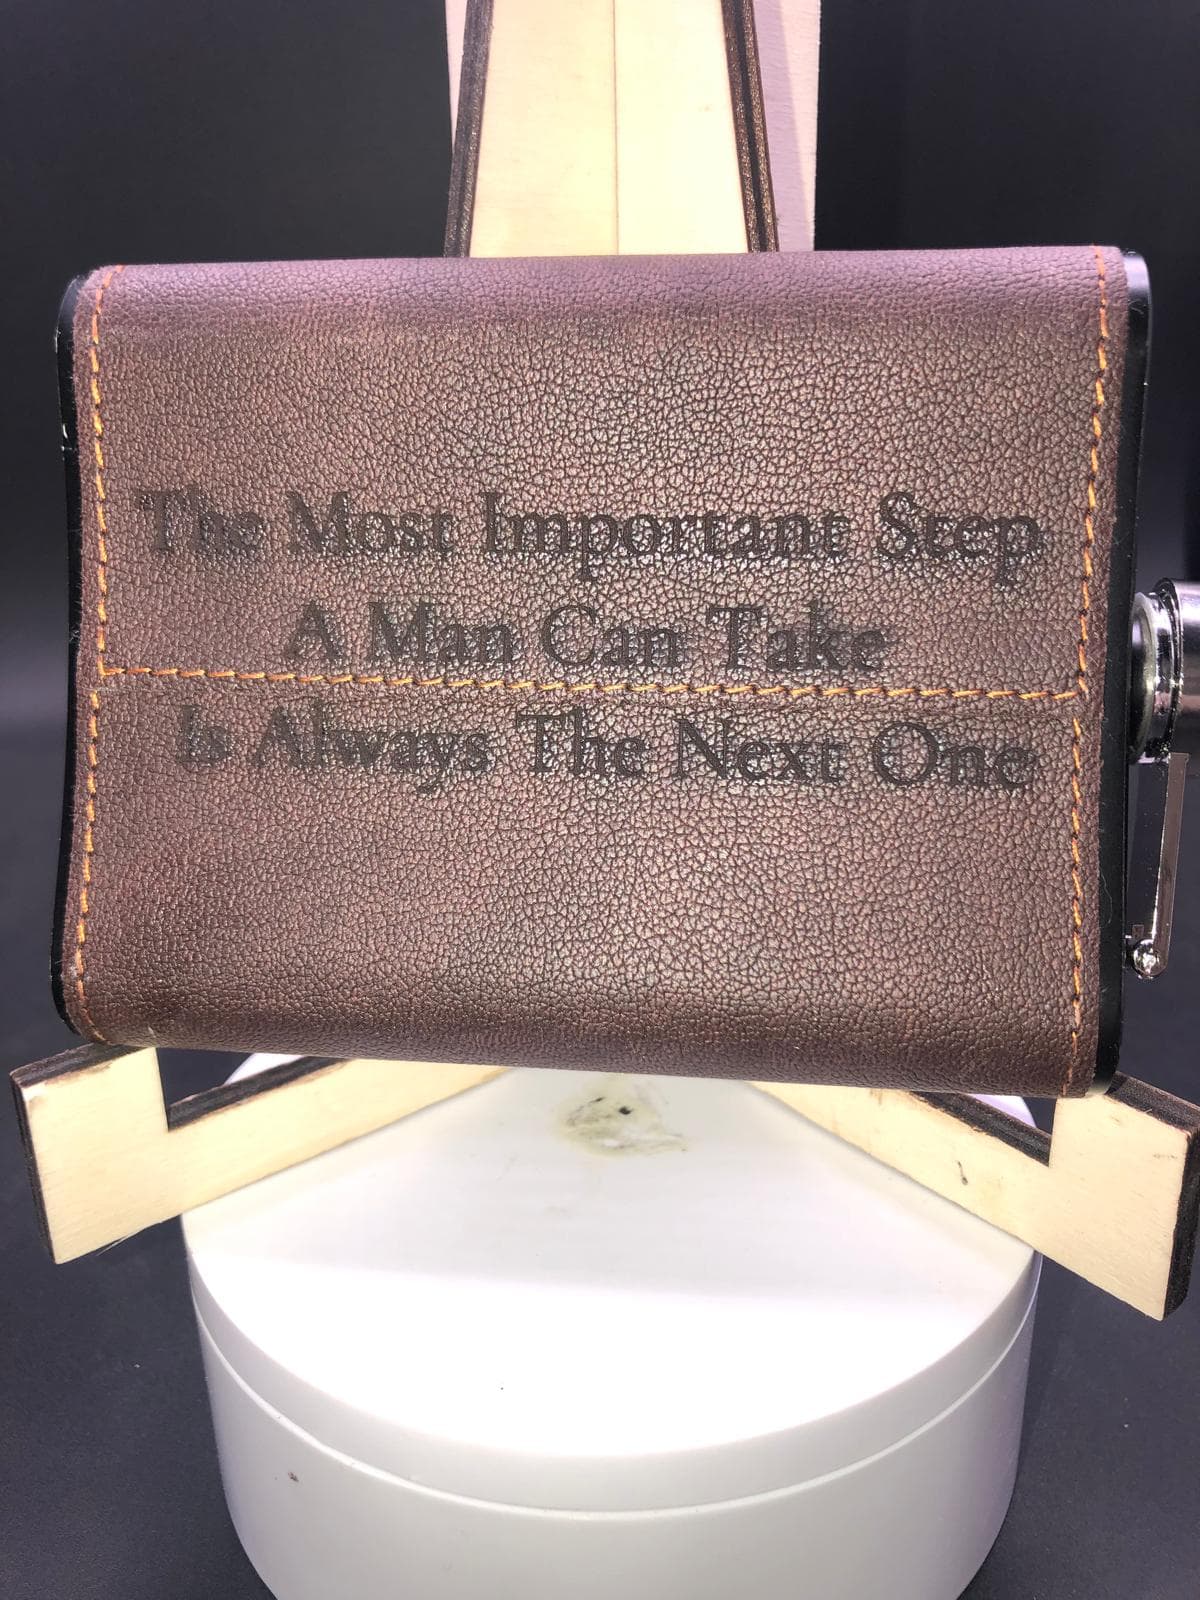 The Most Important Step
A Man Can Take
Is Always The Next One